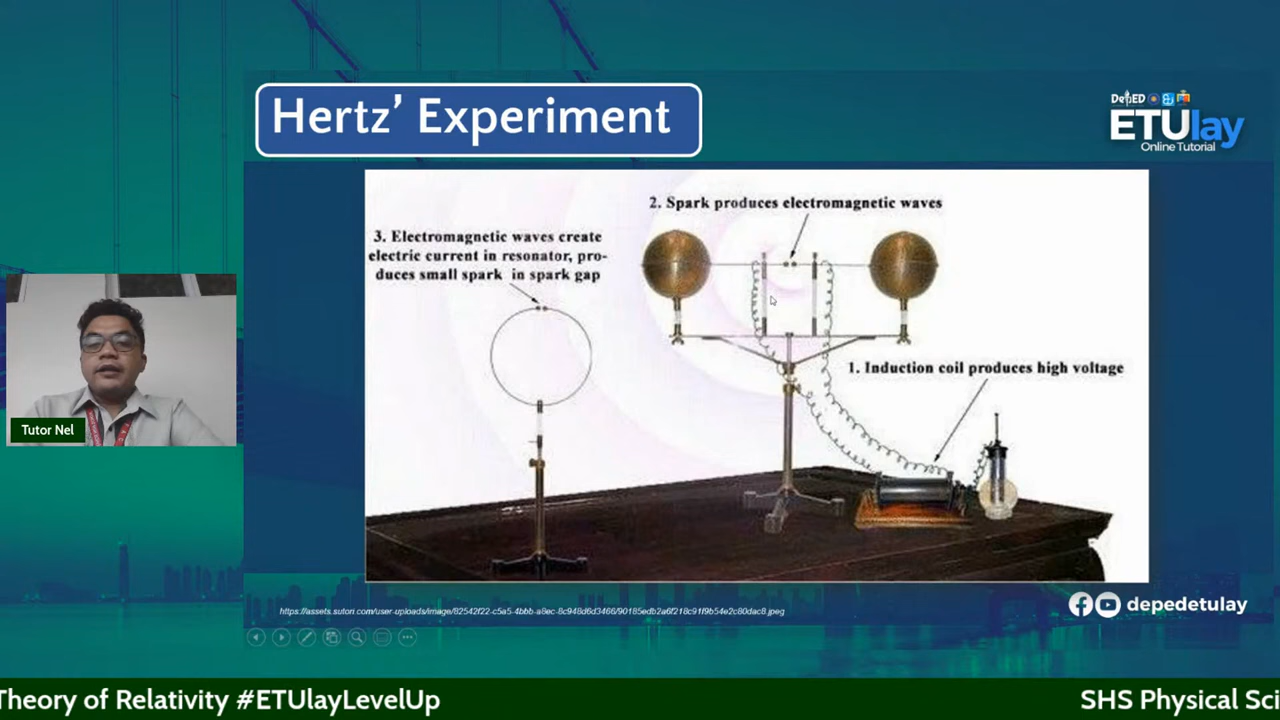 Hertz’ Experiment
DepED
ETUlay
Online Tutorial
2. Spark produces electromagnetic waves
3. Electromagnetic waves create
electric current in resonator, pro-
duces small spark in spark gap
1. Induction coil produces high voltage
Tutor Nel
depedetulay
Theory of Relativity #ETUlayLevelUp
SHS Physical Sci